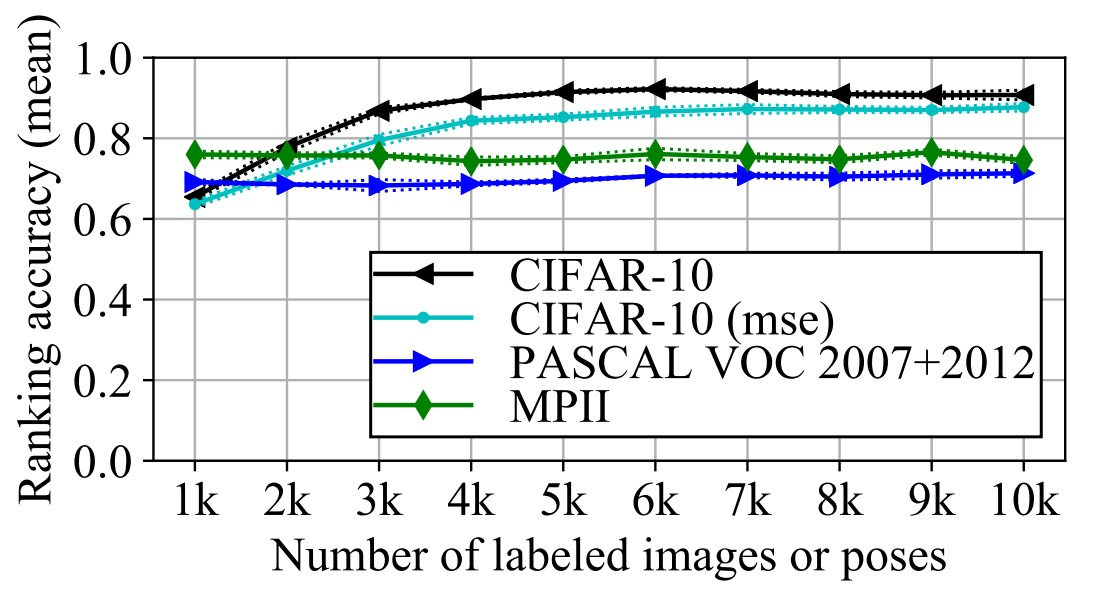 Ranking accuracy (mean)
1.0
0.8
0.6
0.4
0.2
0.0
CIFAR-10
CIFAR-10 (mse)
PASCAL VOC 2007+2012
MPII
1k 2k 3k 4k 5k 6k 7k 8k 9k 10k
Number of labeled images or poses